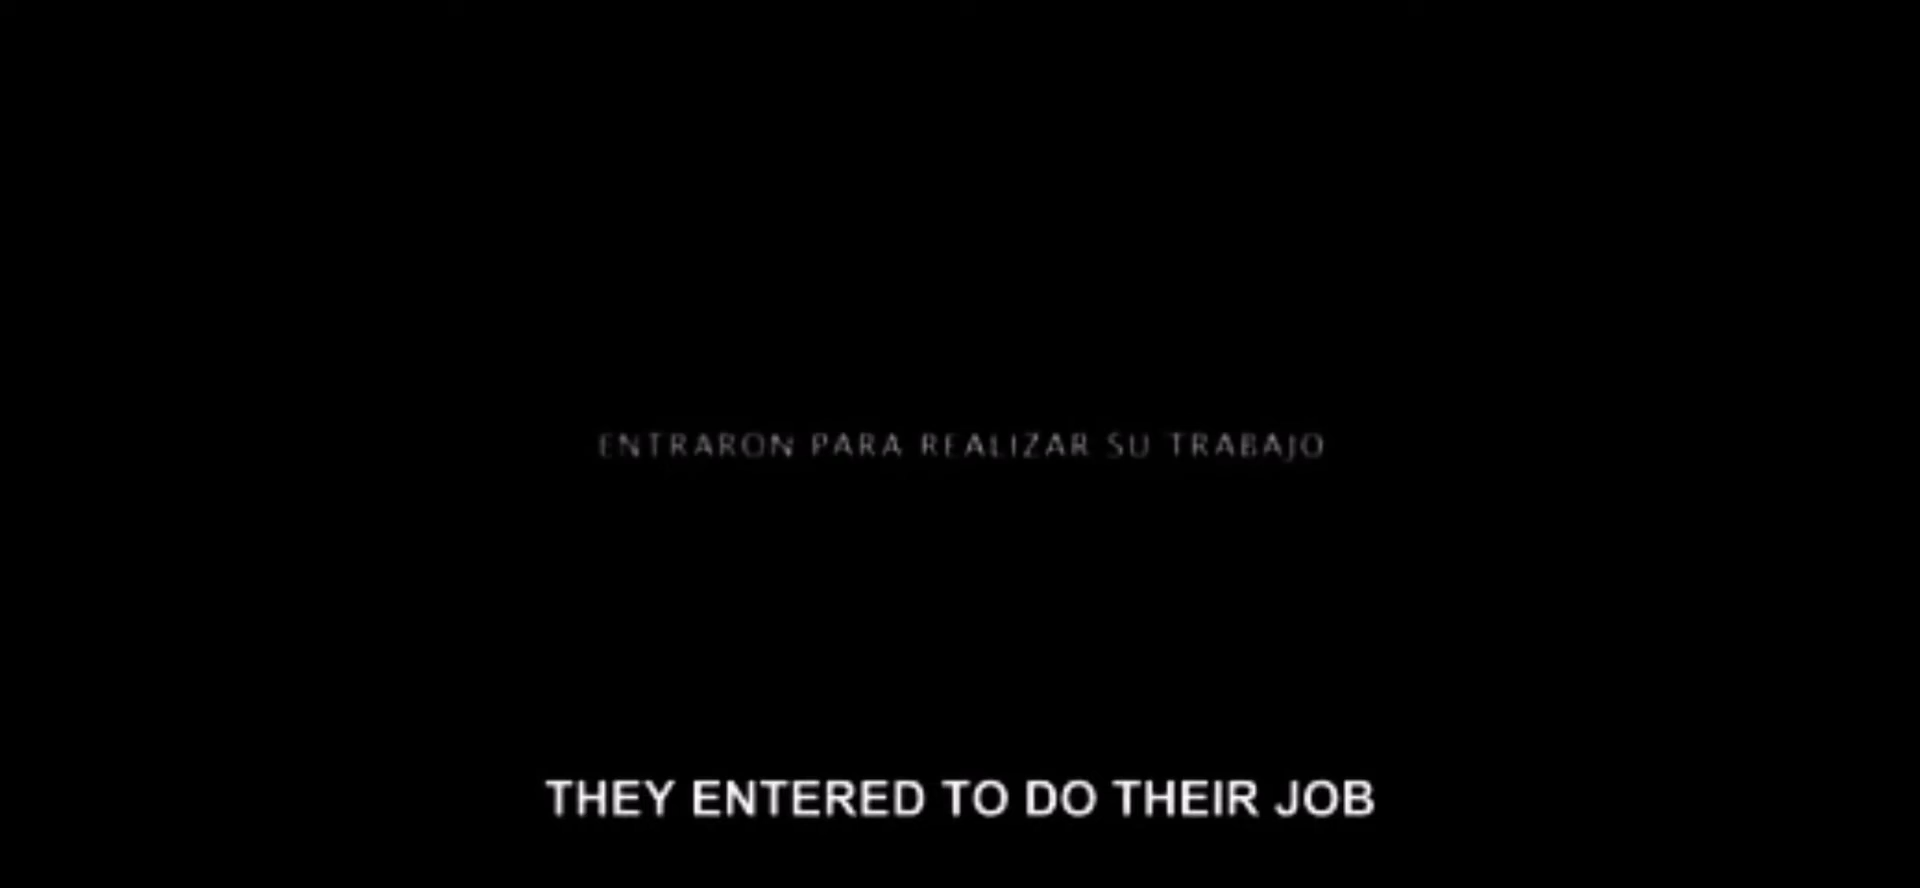 ENTRARON PARA REALIZAR SU TRABAJO
THEY ENTERED TO DO THEIR JOB